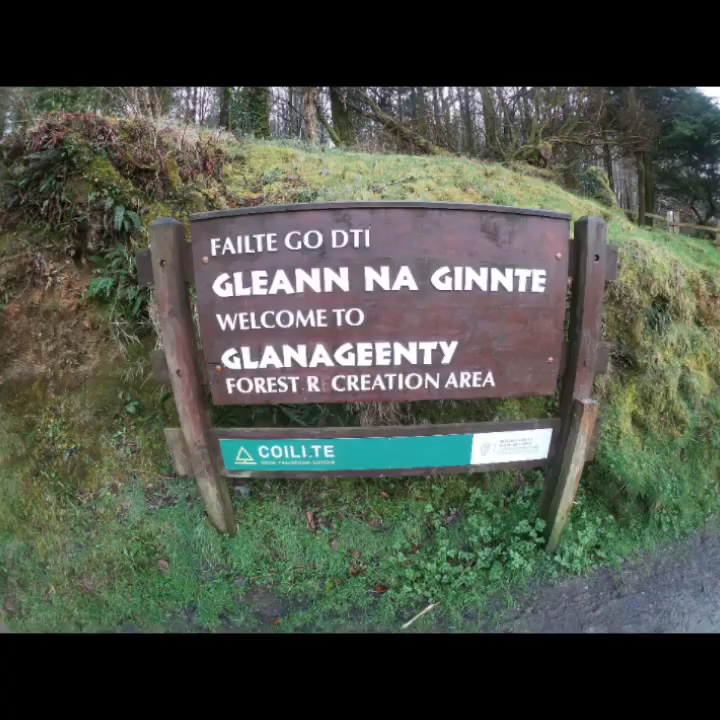 FAILTE GO DTI
GLEANN NA GINNTE
WELCOME TO
GLANAGEENTY
FOREST R CREATION AREA
COILLTE